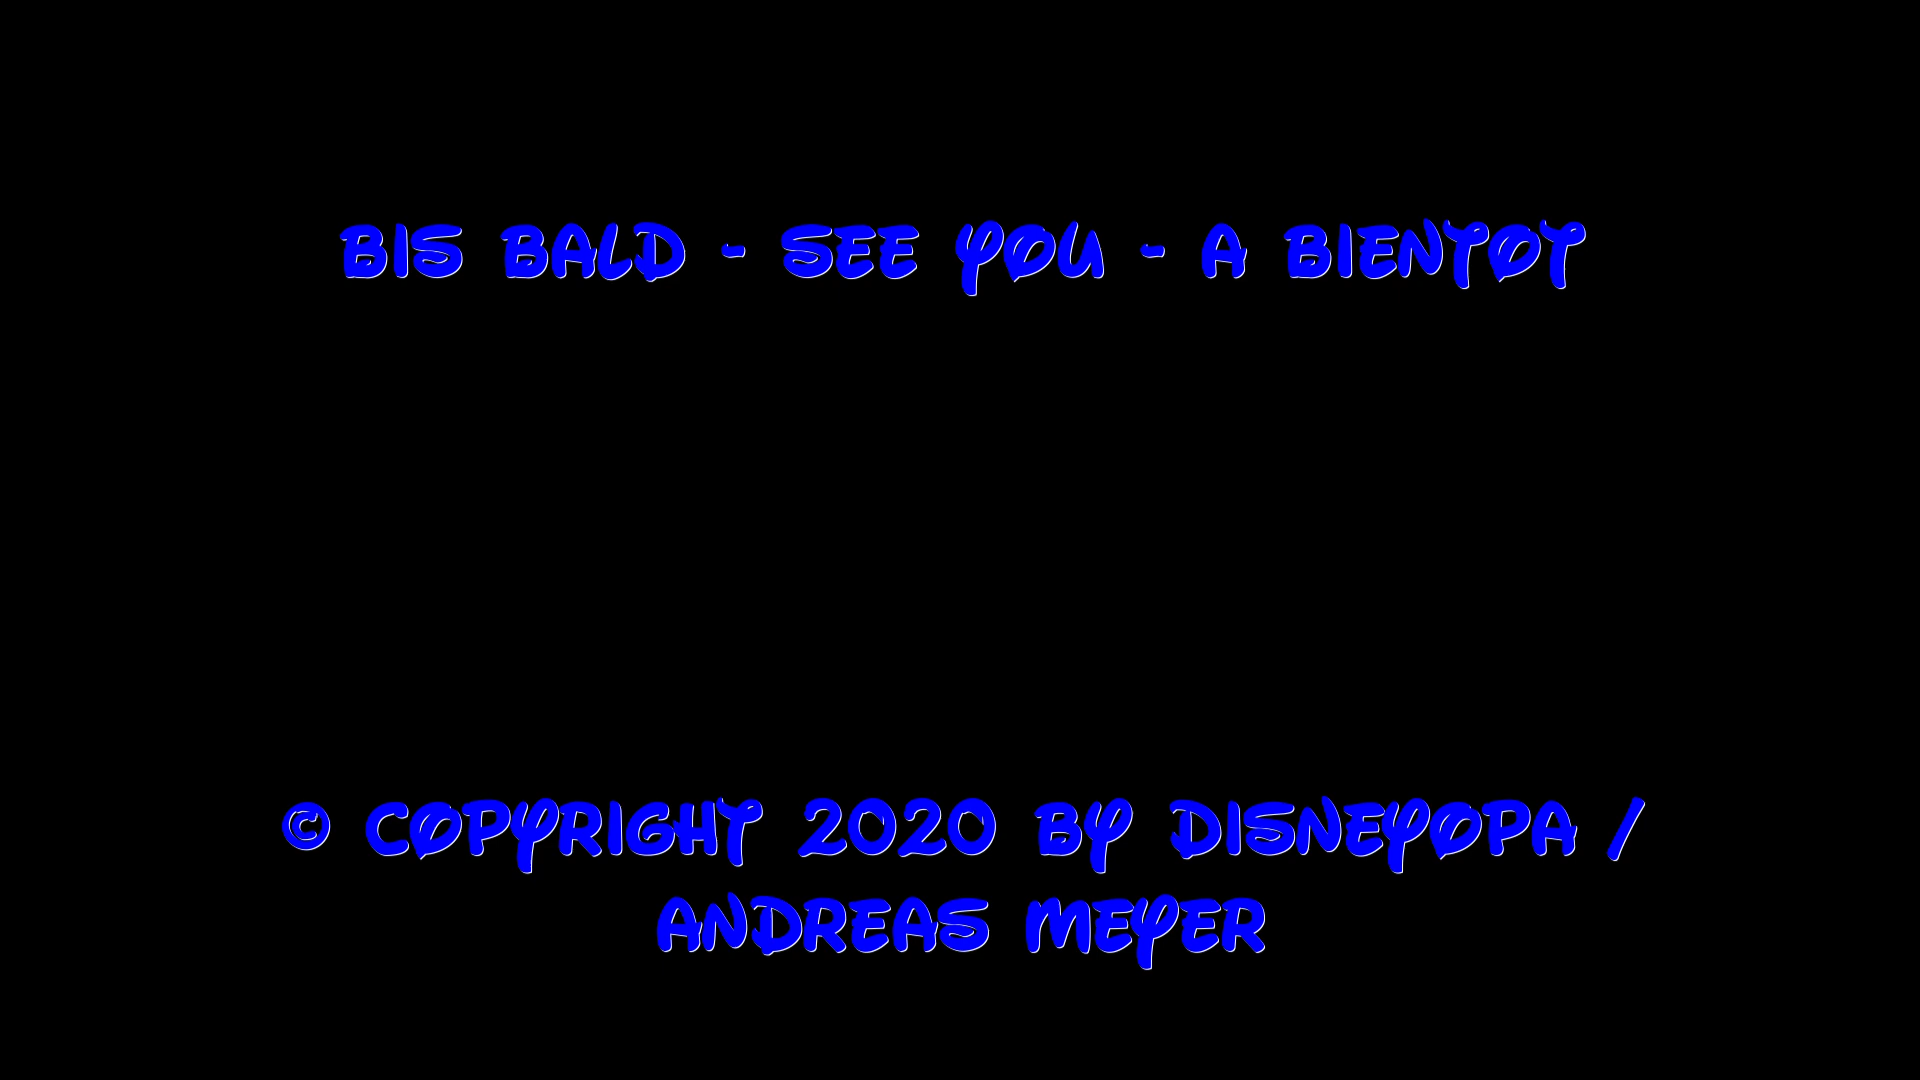 BIS BALD - SEE YOU - A BIENTOT
© COPYRIGHT 2020 BY DISNEYOPA /
ANDREAS MEYER